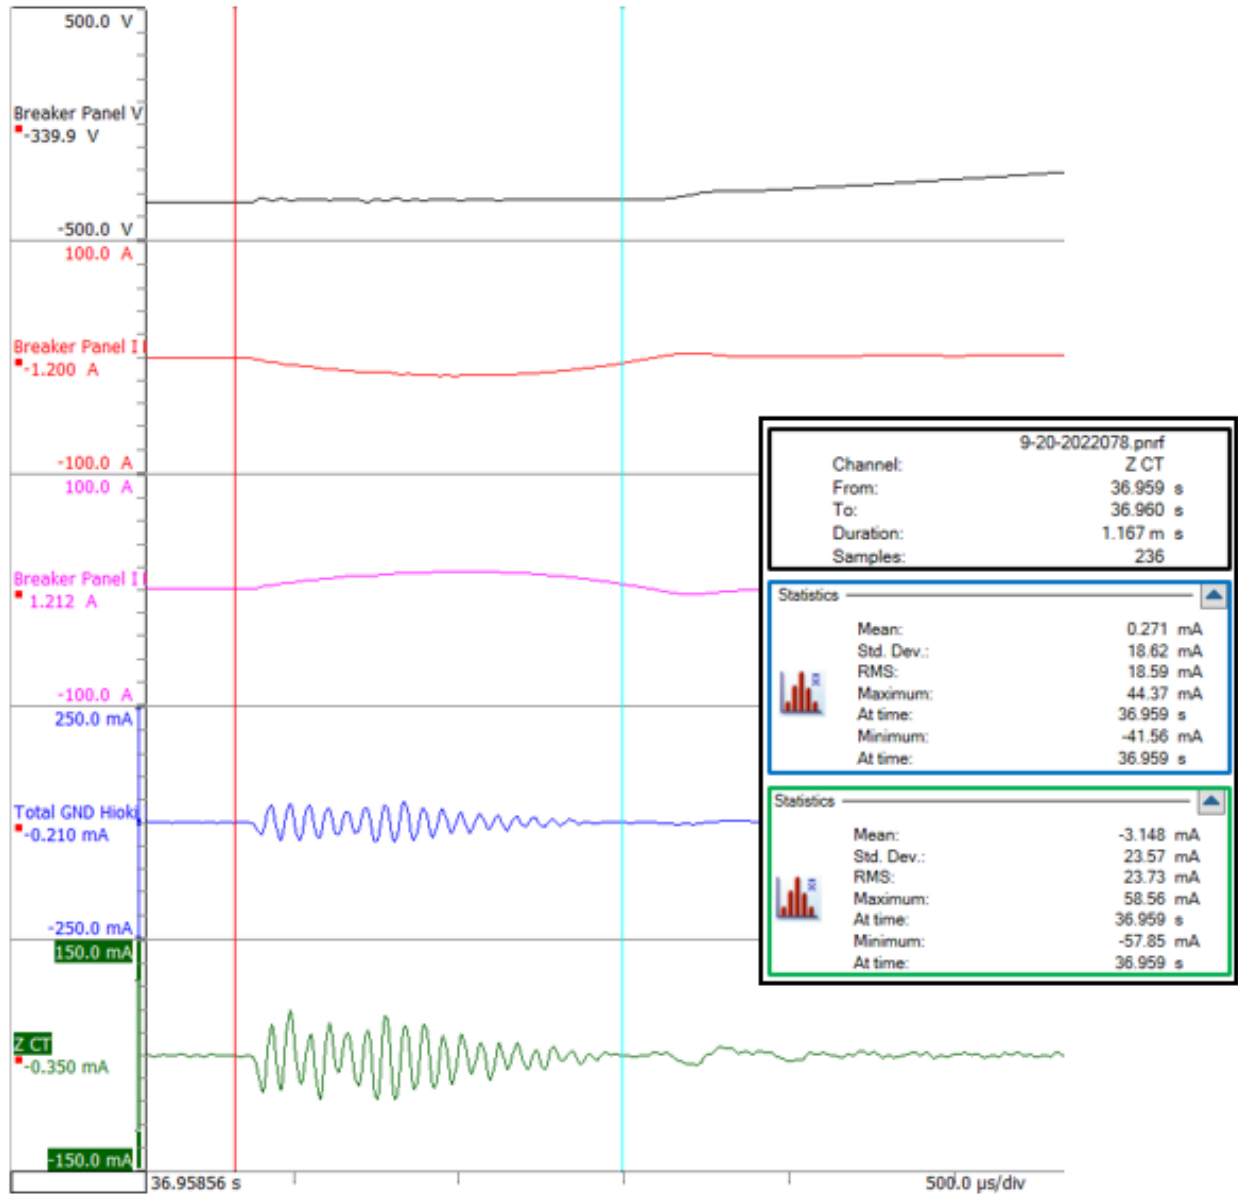 500.0 V
Breaker Panel V
-339.9 V
-500.0 V
100.0 A
Breaker Panel I
-1.200 A
-100.0 A
100.0 A
Breaker Panel I
1.212 A
-100.0 A
250.0 mA
Total GND Hioki
-0.210 mA
-250.0 mA
150.0 mA
Z CT
-0.350 mA
-150.0 mA
36.95856 s
500.0 µs/div
9-20-2022078.pnrf
Channel: Z CT
From: 36.959 s
To: 36.960 s
Duration: 1.167 m s
Samples: 236
Statistics
Mean: 0.271 mA
Std. Dev.: 18.62 mA
RMS: 18.59 mA
Maximum: 44.37 mA
At time: 36.959 s
Minimum: -41.56 mA
At time: 36.959 s
Statistics
Mean: -3.148 mA
Std. Dev.: 23.57 mA
RMS: 23.73 mA
Maximum: 58.56 mA
At time: 36.959 s
Minimum: -57.85 mA
At time: 36.959 s